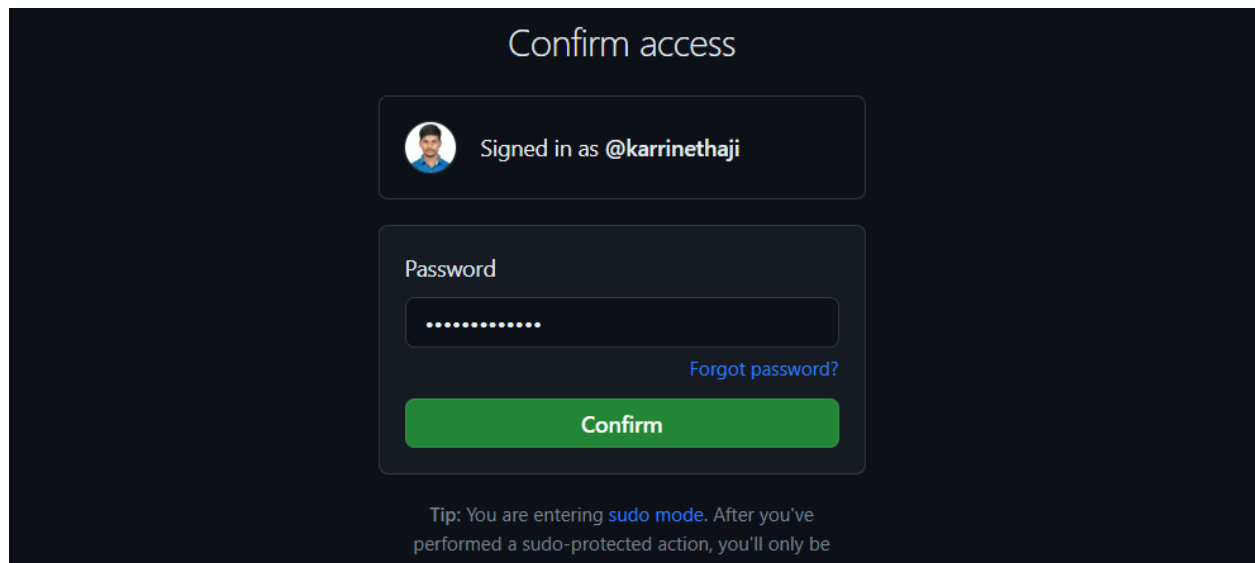 Confirm access
Signed in as @karrinethaji
Password
•••••••••••••
Forgot password?
Confirm
Tip: You are entering sudo mode. After you've
performed a sudo-protected action, you'll only be